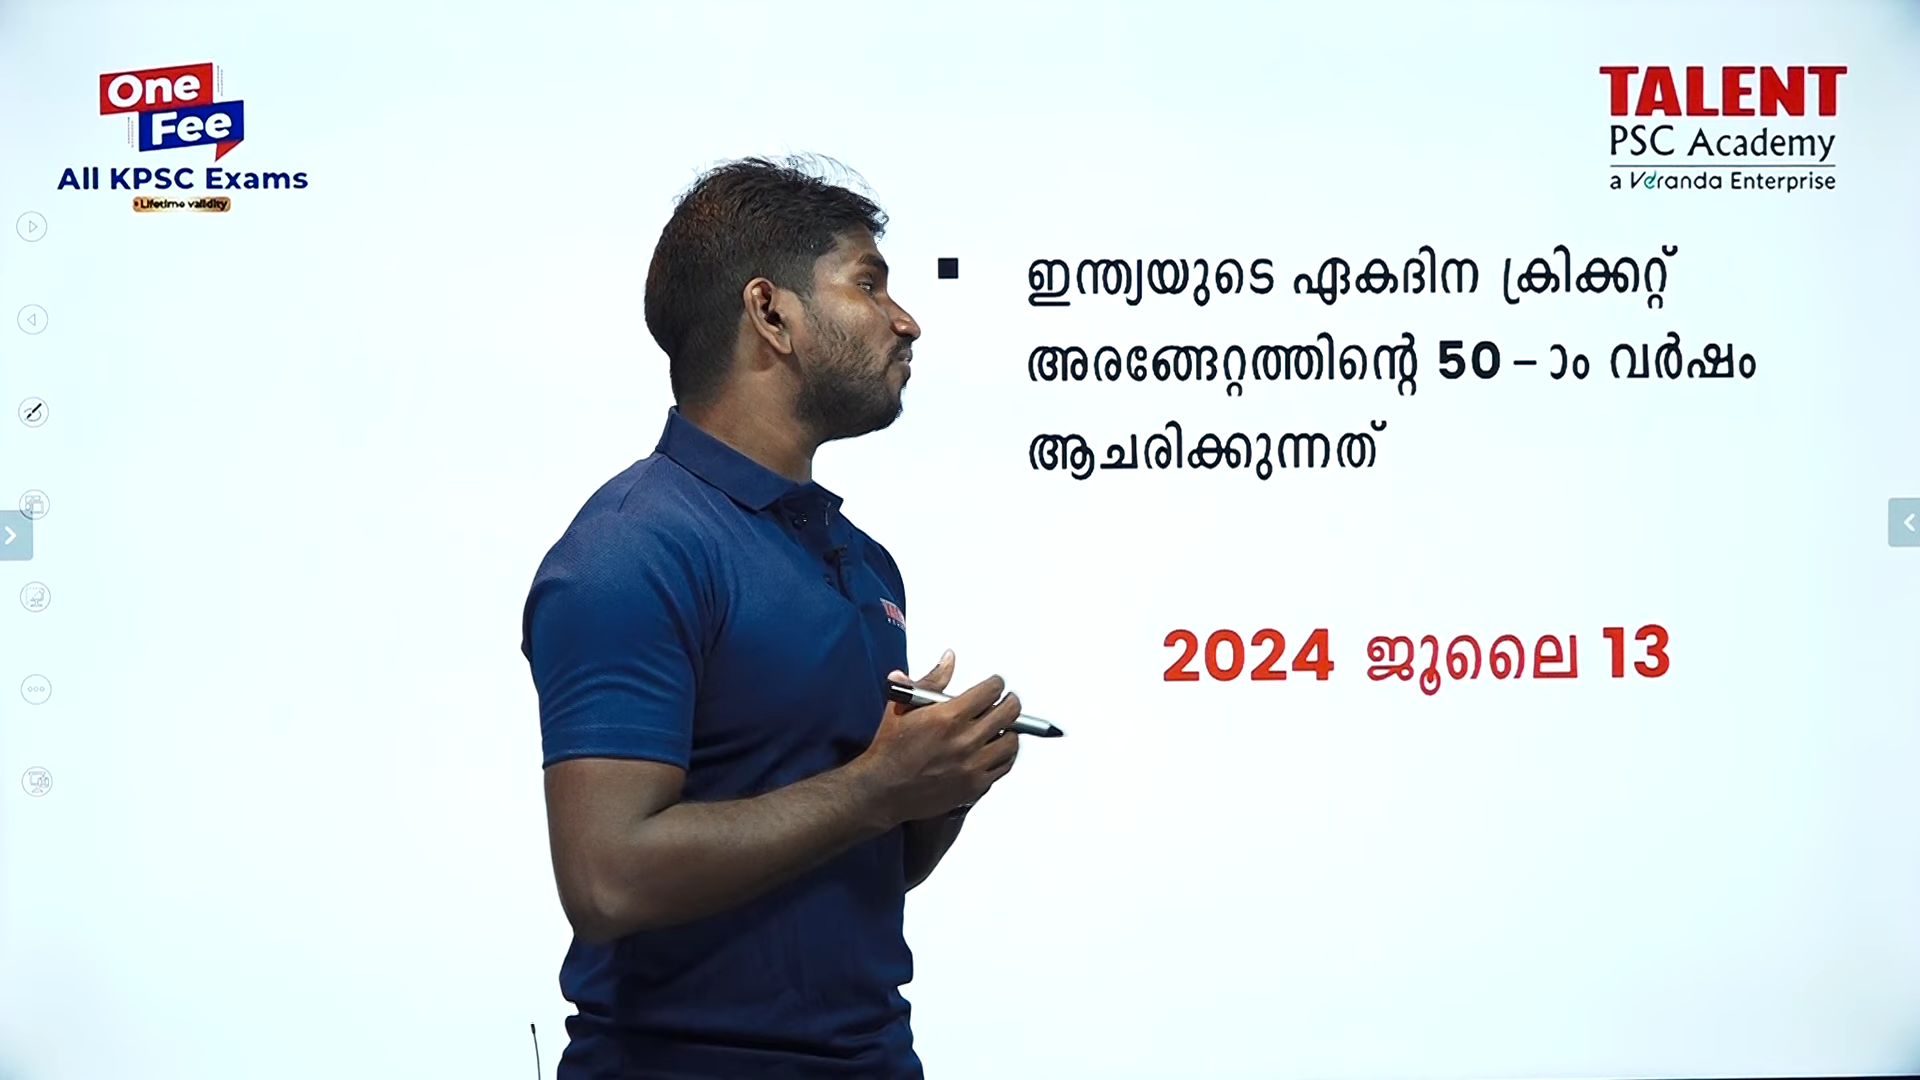 One
Fee
All KPSC Exams
Lifetime validity
TALENT
PSC Academy
a Veranda Enterprise
ഇന്ത്യയുടെ ഏകദിന ക്രിക്കറ്റ്
അരങ്ങേറ്റത്തിന്റെ 50 – ാം വർഷം
ആചരിക്കുന്നത്
2024 ജൂലൈ 13